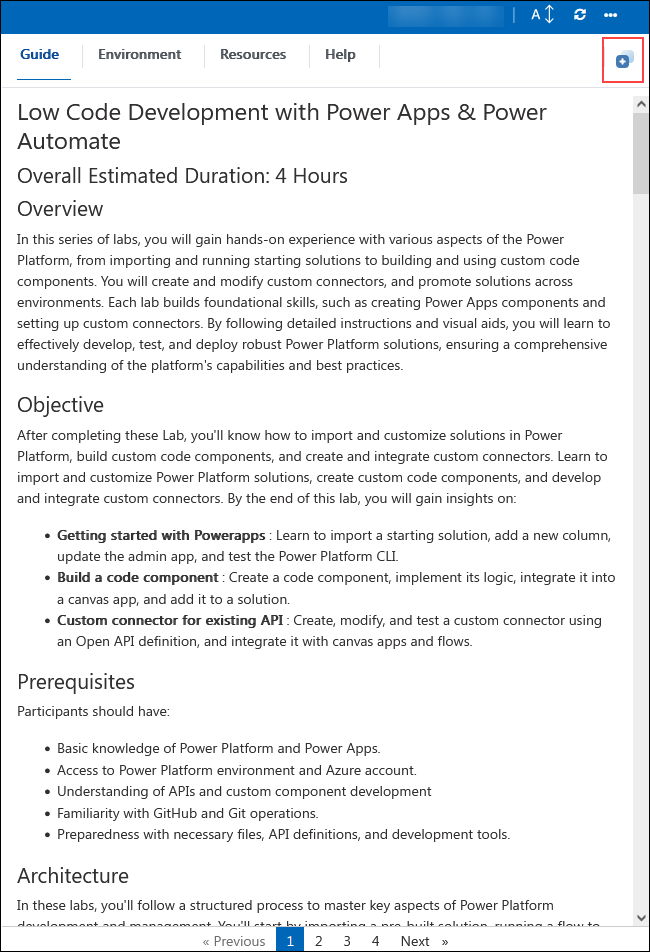 A
Guide Environment Resources Help
Low Code Development with Power Apps & Power
Automate
Overall Estimated Duration: 4 Hours
Overview
In this series of labs, you will gain hands-on experience with various aspects of the Power
Platform, from importing and running starting solutions to building and using custom code
components. You will create and modify custom connectors, and promote solutions across
environments. Each lab builds foundational skills, such as creating Power Apps components and
setting up custom connectors. By following detailed instructions and visual aids, you will learn to
effectively develop, test, and deploy robust Power Platform solutions, ensuring a comprehensive
understanding of the platform's capabilities and best practices.
Objective
After completing these Lab, you'll know how to import and customize solutions in Power
Platform, build custom code components, and create and integrate custom connectors. Learn to
import and customize Power Platform solutions, create custom code components, and develop
and integrate custom connectors. By the end of this lab, you will gain insights on:
• Getting started with Powerapps : Learn to import a starting solution, add a new column,
update the admin app, and test the Power Platform CLI.
• Build a code component : Create a code component, implement its logic, integrate it into
a canvas app, and add it to a solution.
• Custom connector for existing API : Create, modify, and test a custom connector using
an Open API definition, and integrate it with canvas apps and flows.
Prerequisites
Participants should have:
• Basic knowledge of Power Platform and Power Apps.
• Access to Power Platform environment and Azure account.
• Understanding of APIs and custom component development
• Familiarity with GitHub and Git operations.
• Preparedness with necessary files, API definitions, and development tools.
Architecture
In these labs, you'll follow a structured process to master key aspects of Power Platform
development and management. You'll start by importing a pre-built solution, running a flow to
« Previous 1 2 3 4 Next »